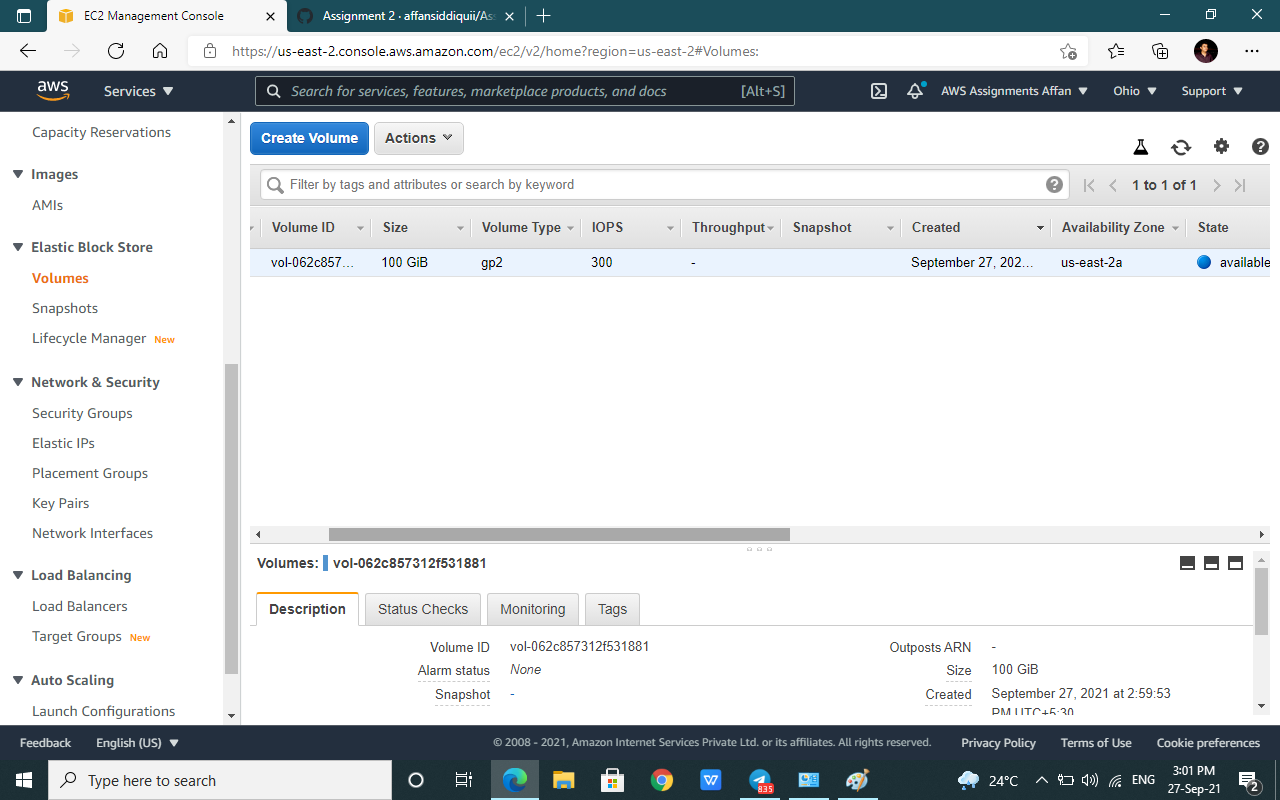 EC2 Management Console
Assignment 2 · affansiddiquii/As
https://us-east-2.console.aws.amazon.com/ec2/v2/home?region=us-east-2#Volumes:
aws
Services
Search for services, features, marketplace products, and docs
[Alt+S]
AWS Assignments Affan
Ohio
Support
Capacity Reservations
Images
AMIs
Elastic Block Store
Volumes
Snapshots
Lifecycle Manager New
Network & Security
Security Groups
Elastic IPs
Placement Groups
Key Pairs
Network Interfaces
Load Balancing
Load Balancers
Target Groups New
Auto Scaling
Launch Configurations
Create Volume
Actions
Filter by tags and attributes or search by keyword
1 to 1 of 1
Volume ID Size Volume Type IOPS Throughput Snapshot Created Availability Zone State
vol-062c857... 100 GiB gp2 300 - September 27, 202... us-east-2a available
Volumes: vol-062c857312f531881
Description Status Checks Monitoring Tags
Volume ID vol-062c857312f531881 Outposts ARN -
Alarm status None Size 100 GiB
Snapshot - Created September 27, 2021 at 2:59:53
PM UTC+5:30
Feedback English (US) © 2008 - 2021, Amazon Internet Services Private Ltd. or its affiliates. All rights reserved. Privacy Policy Terms of Use Cookie preferences
Type here to search
835
24°C
ENG
3:01 PM
27-Sep-21
2